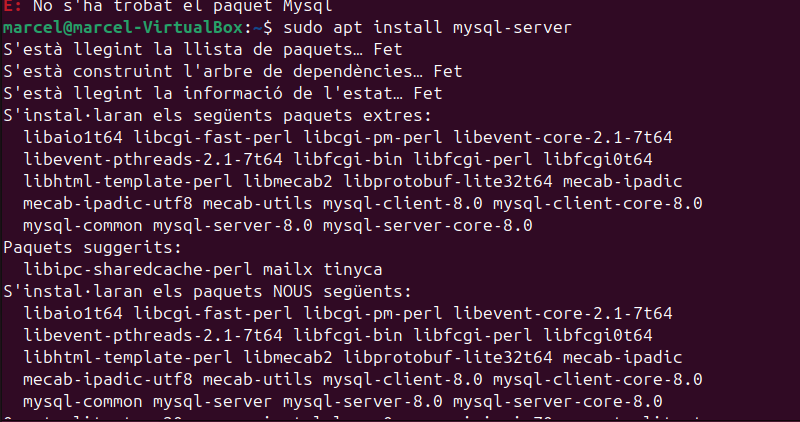 E: No s'ha trobat el paquet Mysql
marcel@marcel-VirtualBox:~$ sudo apt install mysql-server
S'està llegint la llista de paquets… Fet
S'està construint l'arbre de dependències… Fet
S'està llegint la informació de l'estat… Fet
S'instal·laran els següents paquets extres:
  libaio1t64 libcgi-fast-perl libcgi-pm-perl libevent-core-2.1-7t64
  libevent-pthreads-2.1-7t64 libfcgi-bin libfcgi-perl libfcgi0t64
  libhtml-template-perl libmecab2 libprotobuf-lite32t64 mecab-ipadic
  mecab-ipadic-utf8 mecab-utils mysql-client-8.0 mysql-client-core-8.0
  mysql-common mysql-server-8.0 mysql-server-core-8.0
Paquets suggerits:
  libipc-sharedcache-perl mailx tinyca
S'instal·laran els paquets NOUS següents:
  libaio1t64 libcgi-fast-perl libcgi-pm-perl libevent-core-2.1-7t64
  libevent-pthreads-2.1-7t64 libfcgi-bin libfcgi-perl libfcgi0t64
  libhtml-template-perl libmecab2 libprotobuf-lite32t64 mecab-ipadic
  mecab-ipadic-utf8 mecab-utils mysql-client-8.0 mysql-client-core-8.0
  mysql-common mysql-server mysql-server-8.0 mysql-server-core-8.0